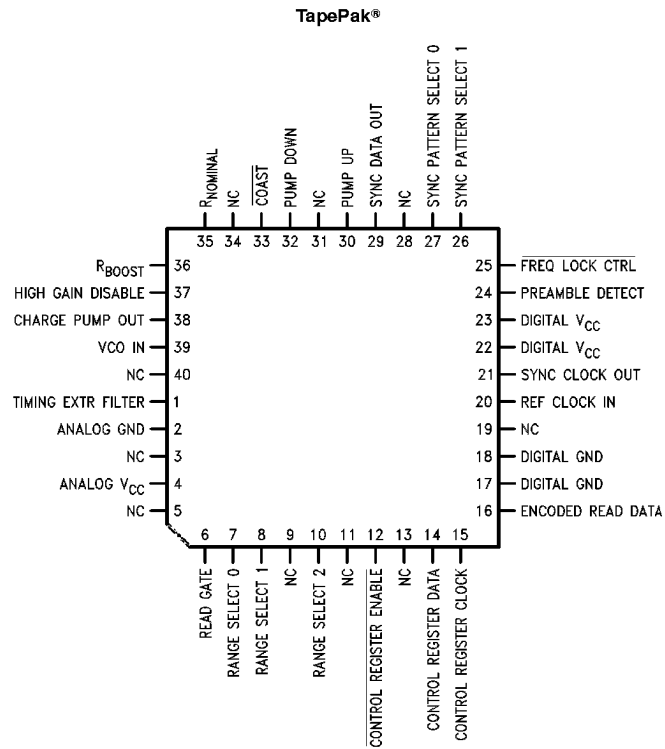 TapePak®
R_NOMINAL
NC
COAST
PUMP DOWN
NC
PUMP UP
SYNC DATA OUT
NC
SYNC PATTERN SELECT 0
SYNC PATTERN SELECT 1
35 34 33 32 31 30 29 28 27 26
R_BOOST 36
HIGH GAIN DISABLE 37
CHARGE PUMP OUT 38
VCO IN 39
NC 40
TIMING EXTR FILTER 1
ANALOG GND 2
NC 3
ANALOG V_CC 4
NC 5
25 FREQ LOCK CTRL
24 PREAMBLE DETECT
23 DIGITAL V_CC
22 DIGITAL V_CC
21 SYNC CLOCK OUT
20 REF CLOCK IN
19 NC
18 DIGITAL GND
17 DIGITAL GND
16 ENCODED READ DATA
6 7 8 9 10 11 12 13 14 15
READ GATE
RANGE SELECT 0
RANGE SELECT 1
NC
RANGE SELECT 2
NC
CONTROL REGISTER ENABLE
NC
CONTROL REGISTER DATA
CONTROL REGISTER CLOCK